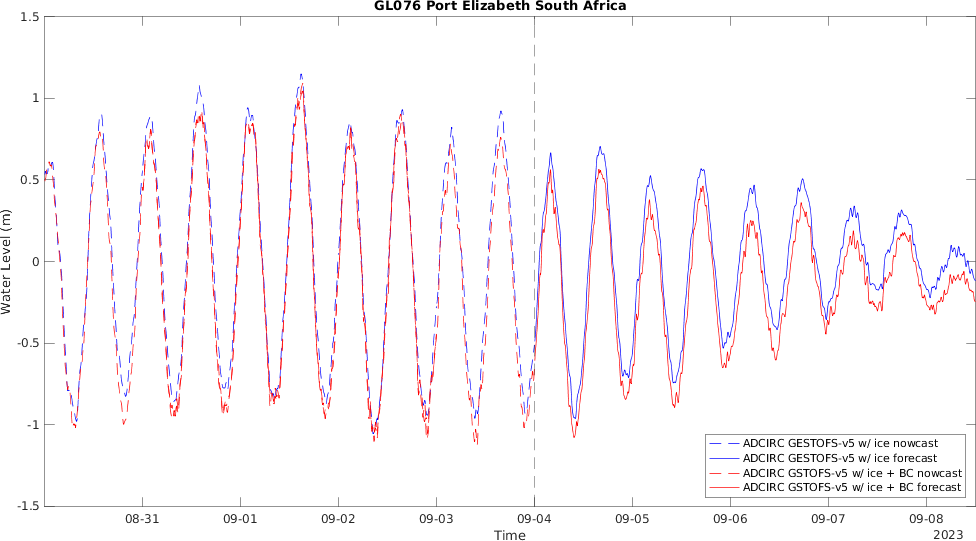 GL076 Port Elizabeth South Africa
1.5
1
0.5
0
-0.5
-1
-1.5
Water Level (m)
ADCIRC GESTOFS-v5 w/ ice nowcast
ADCIRC GESTOFS-v5 w/ ice forecast
ADCIRC GSTOFS-v5 w/ ice + BC nowcast
ADCIRC GSTOFS-v5 w/ ice + BC forecast
08-31 09-01 09-02 09-03 09-04 09-05 09-06 09-07 09-08
Time
2023